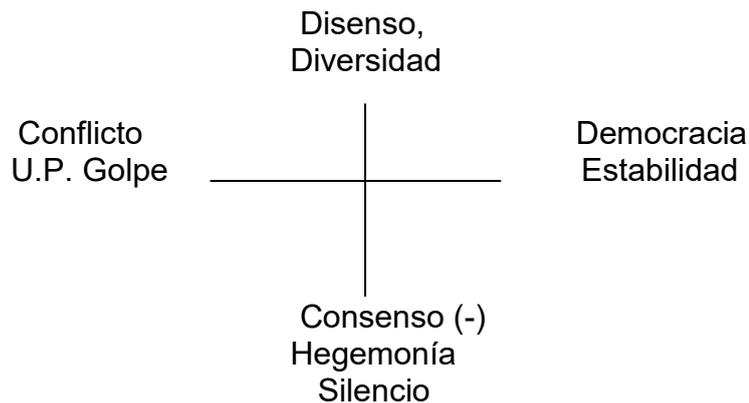 Disenso,
Diversidad
Conflicto
U.P. Golpe
Democracia
Estabilidad
Consenso (-)
Hegemonía
Silencio